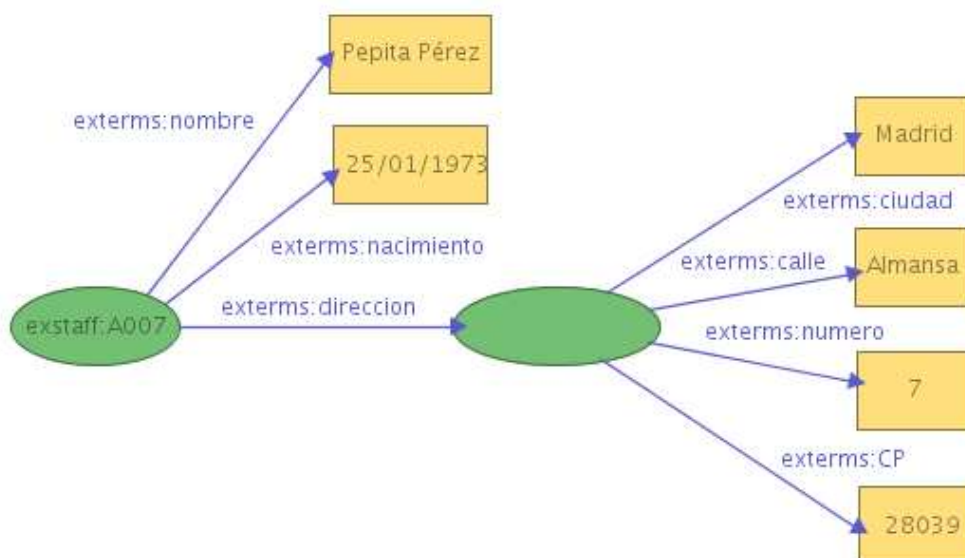 Pepita Pérez
exterms:nombre
25/01/1973
exterms:nacimiento
exstaff:A007
exterms:direccion
Madrid
exterms:ciudad
exterms:calle
Almansa
exterms:numero
7
exterms:CP
28039